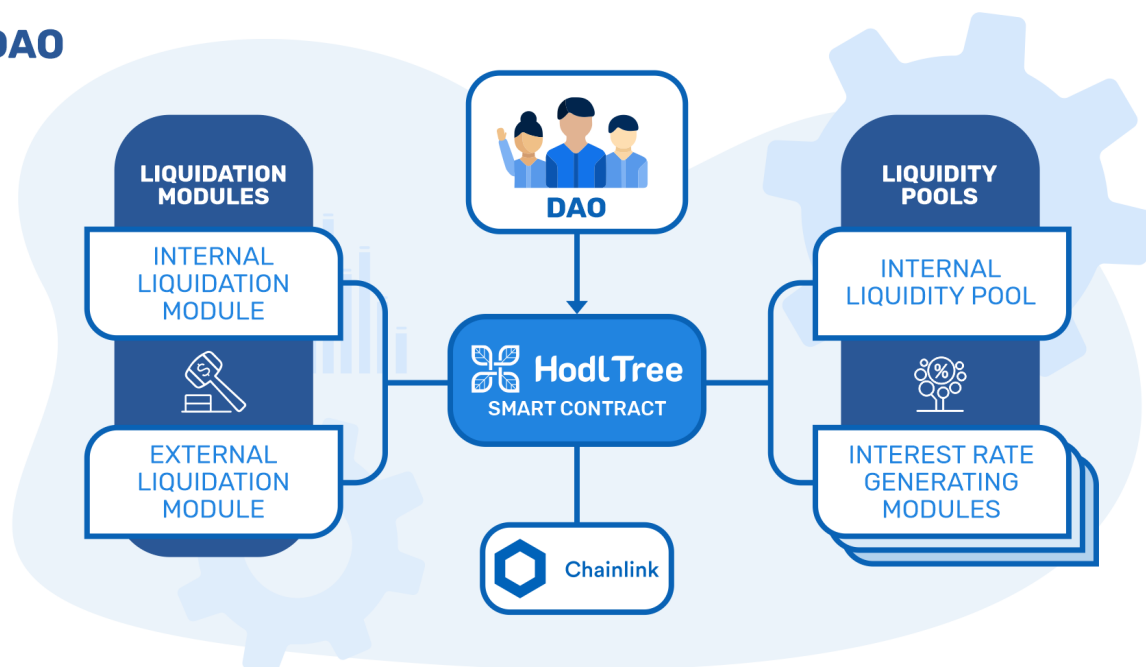 DAO
LIQUIDATION
MODULES
INTERNAL
LIQUIDATION
MODULE
$
EXTERNAL
LIQUIDATION
MODULE
DAO
HodlTree
SMART CONTRACT
Chainlink
LIQUIDITY
POOLS
INTERNAL
LIQUIDITY POOL
%
INTEREST RATE
GENERATING
MODULES